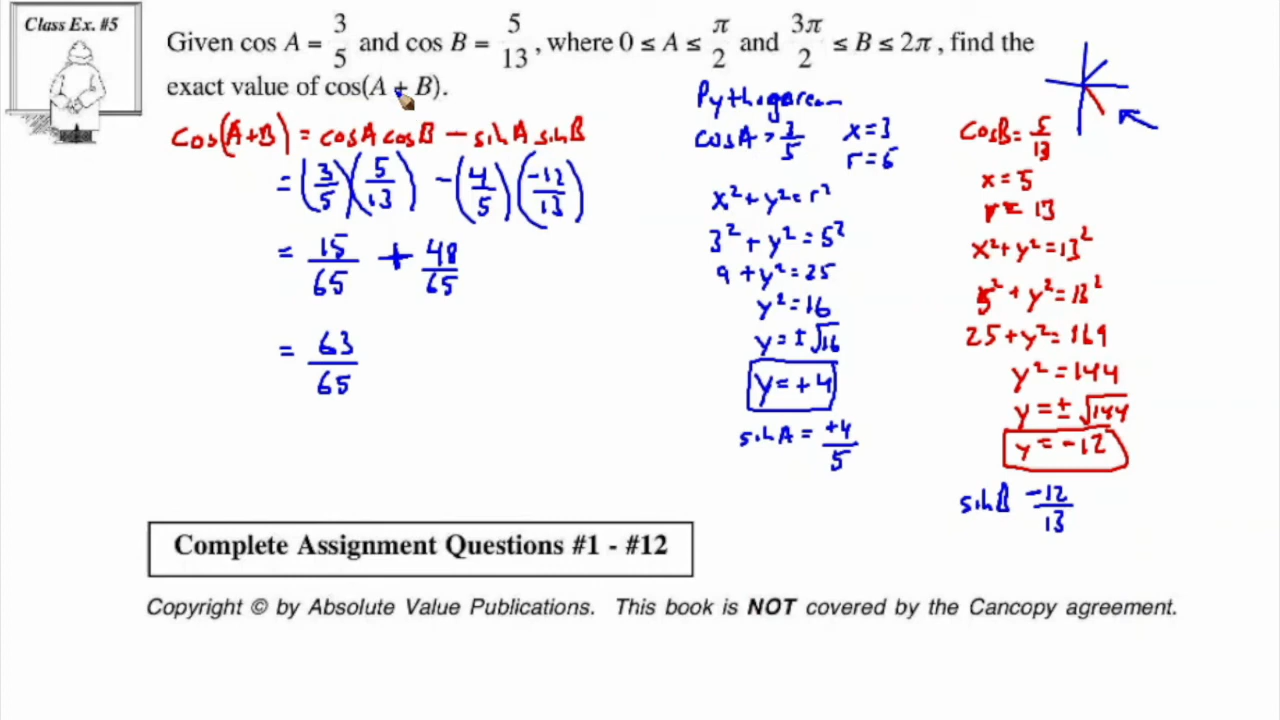 Class Ex. #5
Given cos A = 3/5 and cos B = 5/13, where 0 ≤ A ≤ π/2 and 3π/2 ≤ B ≤ 2π, find the
exact value of cos(A + B).
cos(A+B) = cosA cosB − sinA sinB
= (3/5)(5/13) − (4/5)(−12/13)
= 15/65 + 48/65
= 63/65
Pythagorean
cosA = 3/5
x=3
r=5
x² + y² = r²
3² + y² = 5²
9 + y² = 25
y² = 16
y = ± √16
y = +4
sinA = +4/5
cosB = 5/13
x = 5
r = 13
x² + y² = 13²
5² + y² = 13²
25 + y² = 169
y² = 144
y = ± √144
y = −12
sinB −12/13
Complete Assignment Questions #1 - #12
Copyright © by Absolute Value Publications. This book is NOT covered by the Cancopy agreement.